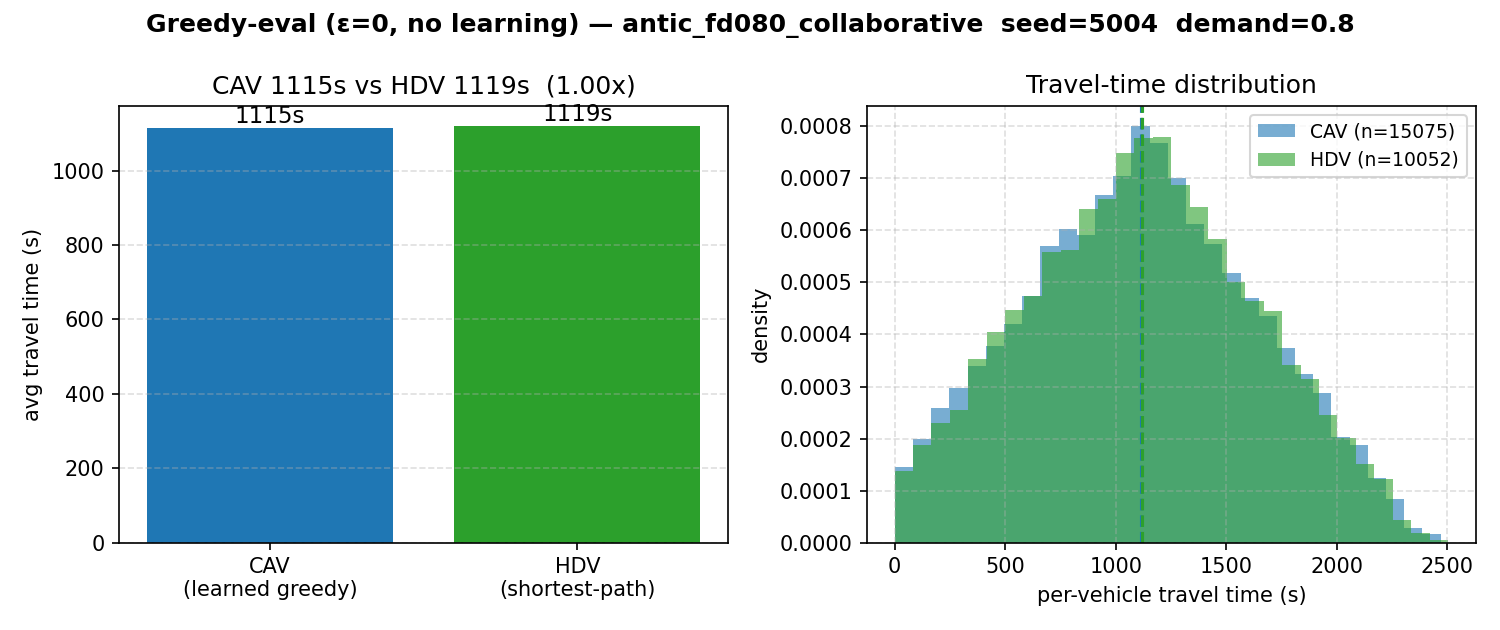 Greedy-eval (ε=0, no learning) — antic_fd080_collaborative  seed=5004  demand=0.8
CAV 1115s vs HDV 1119s  (1.00x)
1115s
1119s
avg travel time (s)
1000
800
600
400
200
0
CAV
(learned greedy)
HDV
(shortest-path)
Travel-time distribution
CAV (n=15075)
HDV (n=10052)
density
0.0008
0.0007
0.0006
0.0005
0.0004
0.0003
0.0002
0.0001
0.0000
0
500
1000
1500
2000
2500
per-vehicle travel time (s)